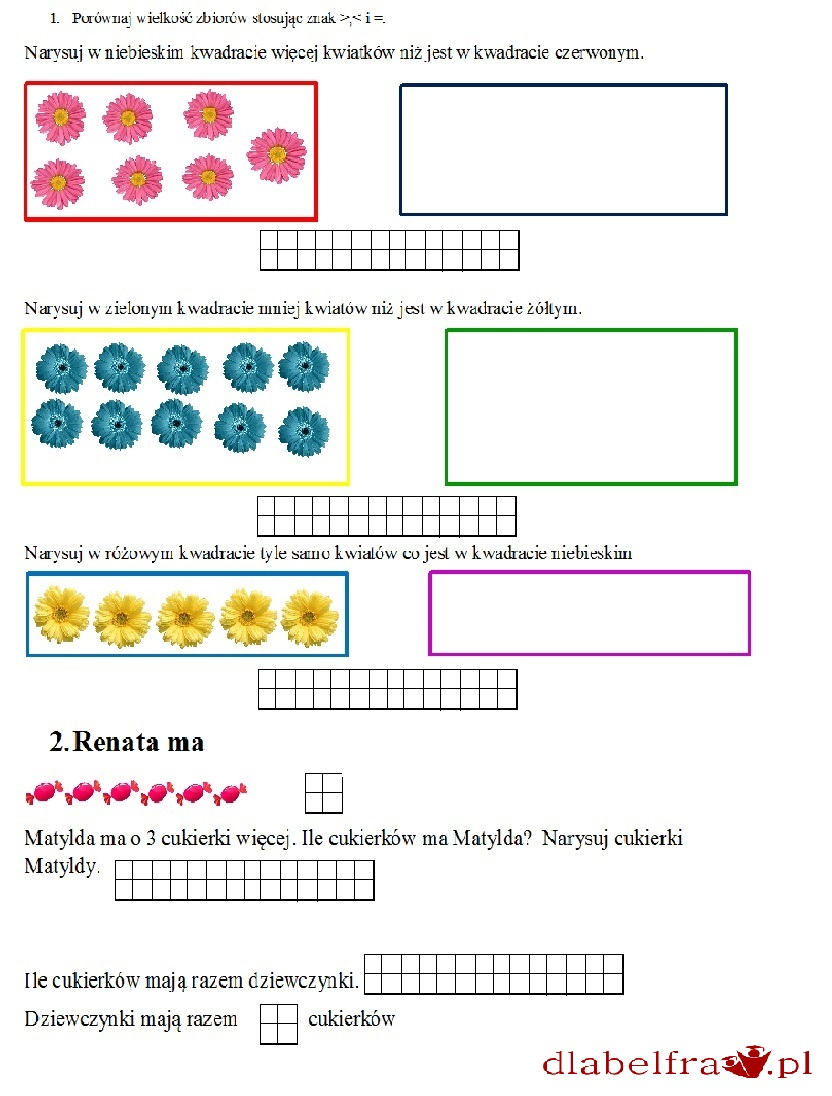 1. Porównaj wielkość zbiorów stosując znak >,< i =.
Narysuj w niebieskim kwadracie więcej kwiatków niż jest w kwadracie czerwonym.
Narysuj w zielonym kwadracie mniej kwiatów niż jest w kwadracie żółtym.
Narysuj w różowym kwadracie tyle samo kwiatów co jest w kwadracie niebieskim
2. Renata ma
Matylda ma o 3 cukierki więcej. Ile cukierków ma Matylda? Narysuj cukierki
Matyldy.
Ile cukierków mają razem dziewczynki.
Dziewczynki mają razem cukierków
dlabelfra.pl